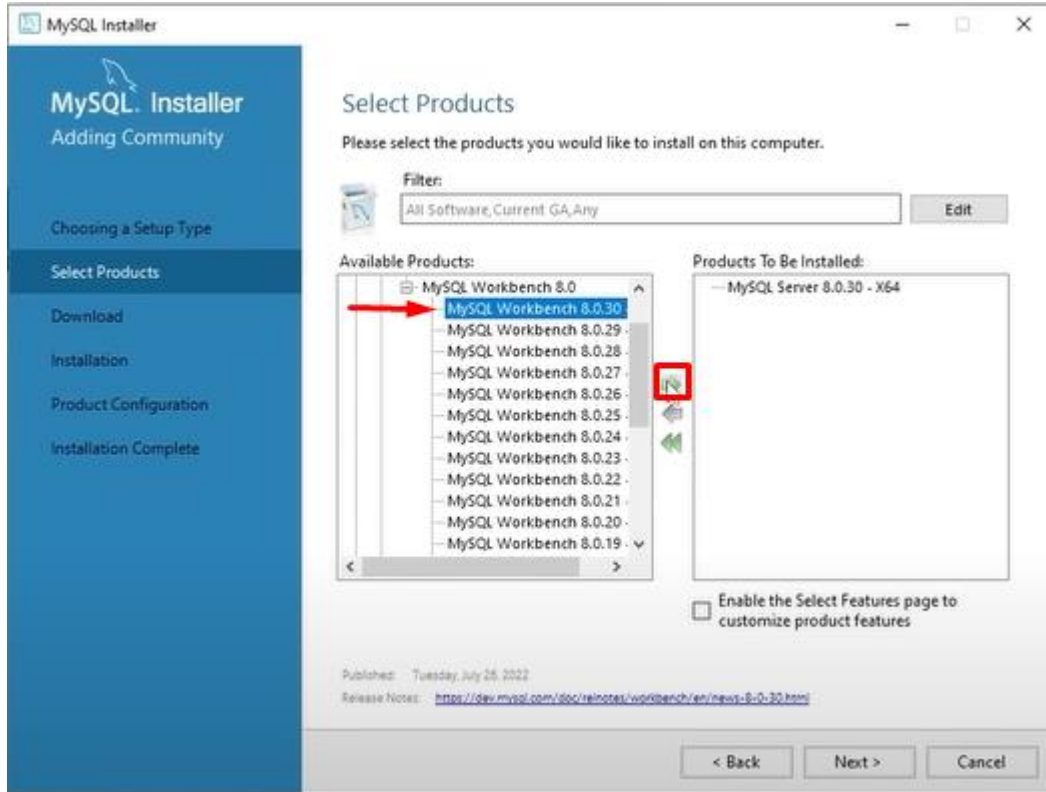 MySQL Installer
MySQL. Installer
Adding Community
Choosing a Setup Type
Select Products
Download
Installation
Product Configuration
Installation Complete
Select Products
Please select the products you would like to install on this computer.
Filter:
All Software,Current GA,Any
Edit
Available Products:
MySQL Workbench 8.0
MySQL Workbench 8.0.30
MySQL Workbench 8.0.29
MySQL Workbench 8.0.28
MySQL Workbench 8.0.27
MySQL Workbench 8.0.26
MySQL Workbench 8.0.25
MySQL Workbench 8.0.24
MySQL Workbench 8.0.23
MySQL Workbench 8.0.22
MySQL Workbench 8.0.21
MySQL Workbench 8.0.20
MySQL Workbench 8.0.19
Products To Be Installed:
MySQL Server 8.0.30 - X64
Enable the Select Features page to
customize product features
Published: Tuesday, July 26, 2022
Release Notes: https://dev.mysql.com/doc/relnotes/workbench/en/news-8-0-30.html
< Back Next > Cancel